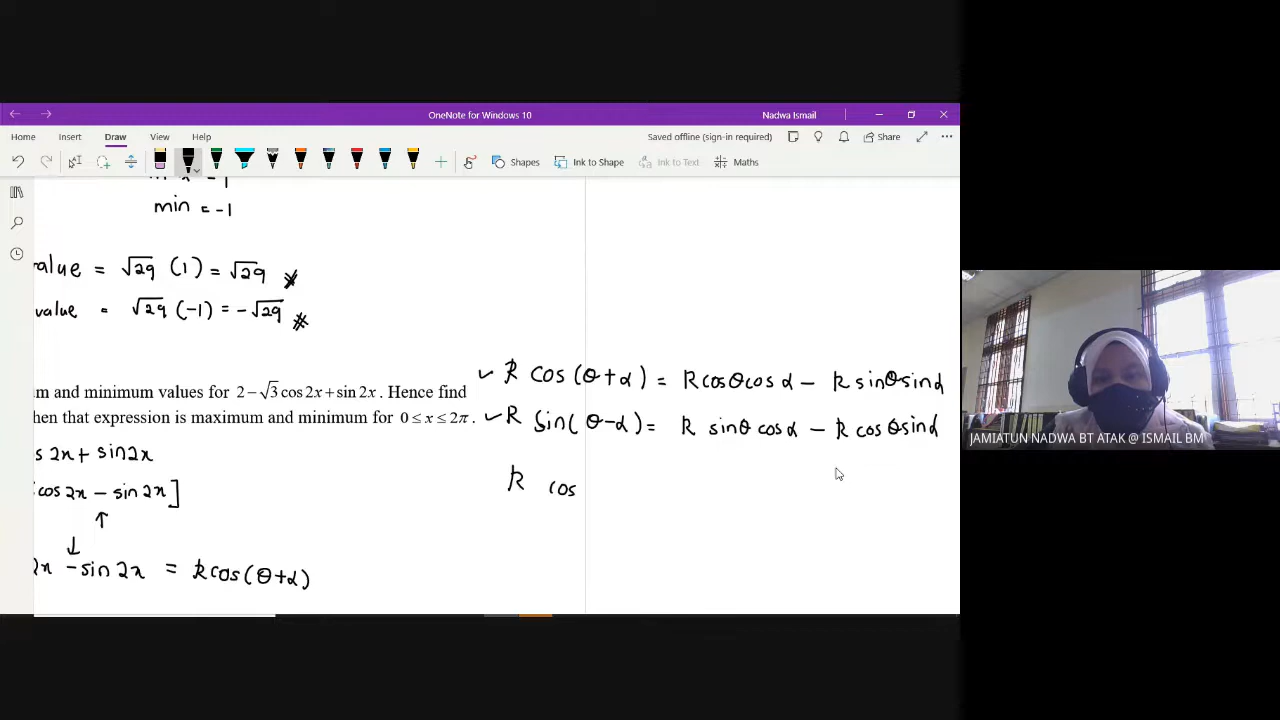 OneNote for Windows 10
Nadwa Ismail
Home Insert Draw View Help
Saved offline (sign-in required)
Share
Shapes
Ink to Shape
Ink to Text
Maths
min = -1
value = √29 (1) = √29 *
value = √29 (-1) = -√29 *
um and minimum values for 2 − √3 cos 2x + sin 2x. Hence find
hen that expression is maximum and minimum for 0 ≤ x ≤ 2π.
s 2x + sin 2x
cos 2x − sin 2x]
2x − sin 2x = R cos(θ+α)
✓ R cos (θ+α) = R cosθ cos α − R sinθ sinα
✓ R sin (θ−α) = R sinθ cosα − R cosθ sinα
R cos
JAMIATUN NADWA BT ATAK @ ISMAIL BM